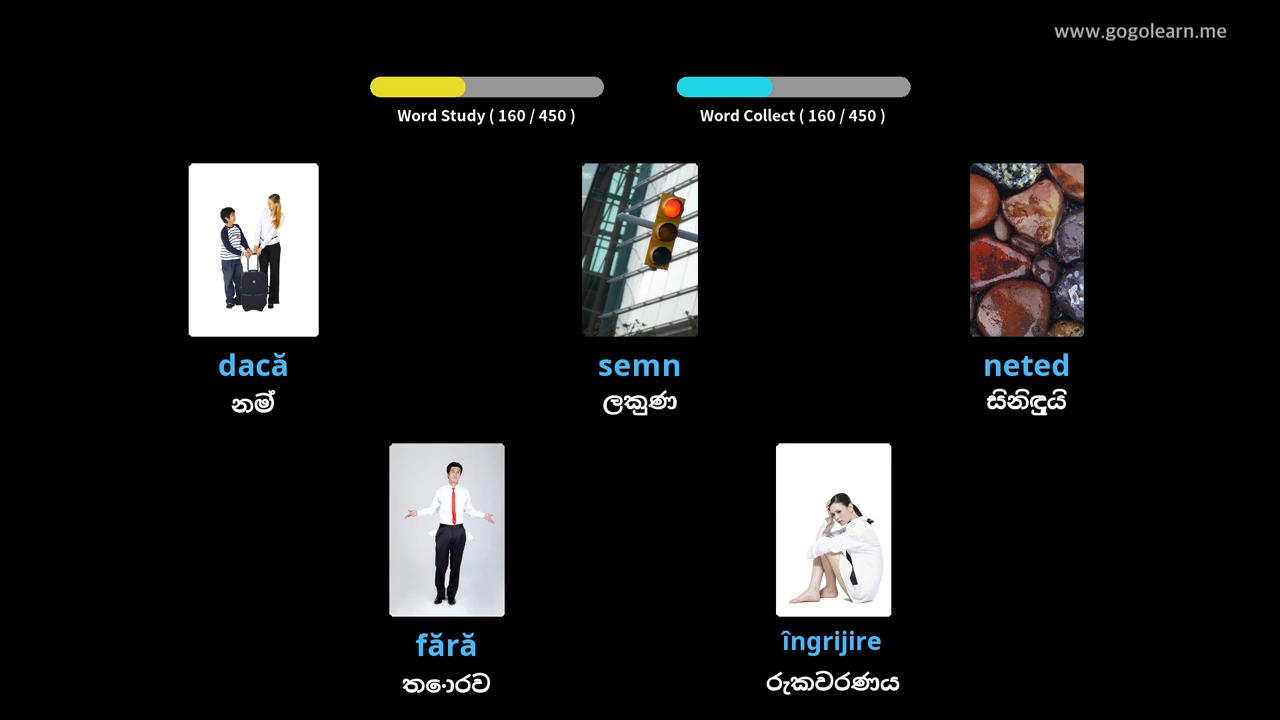 www.gogolearn.me
Word Study ( 160 / 450 )
Word Collect ( 160 / 450 )
dacă
නම්
semn
ලකුණ
neted
සිනිඳුයි
fără
තොරව
îngrijire
රුකවරණය